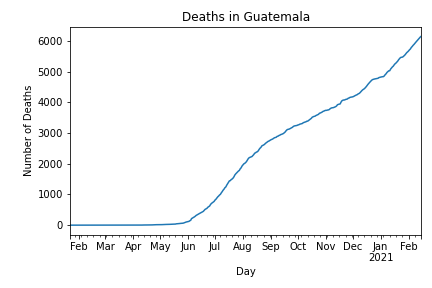 Deaths in Guatemala
Number of Deaths
6000
5000
4000
3000
2000
1000
0
Feb Mar Apr May Jun Jul Aug Sep Oct Nov Dec Jan Feb
2021
Day